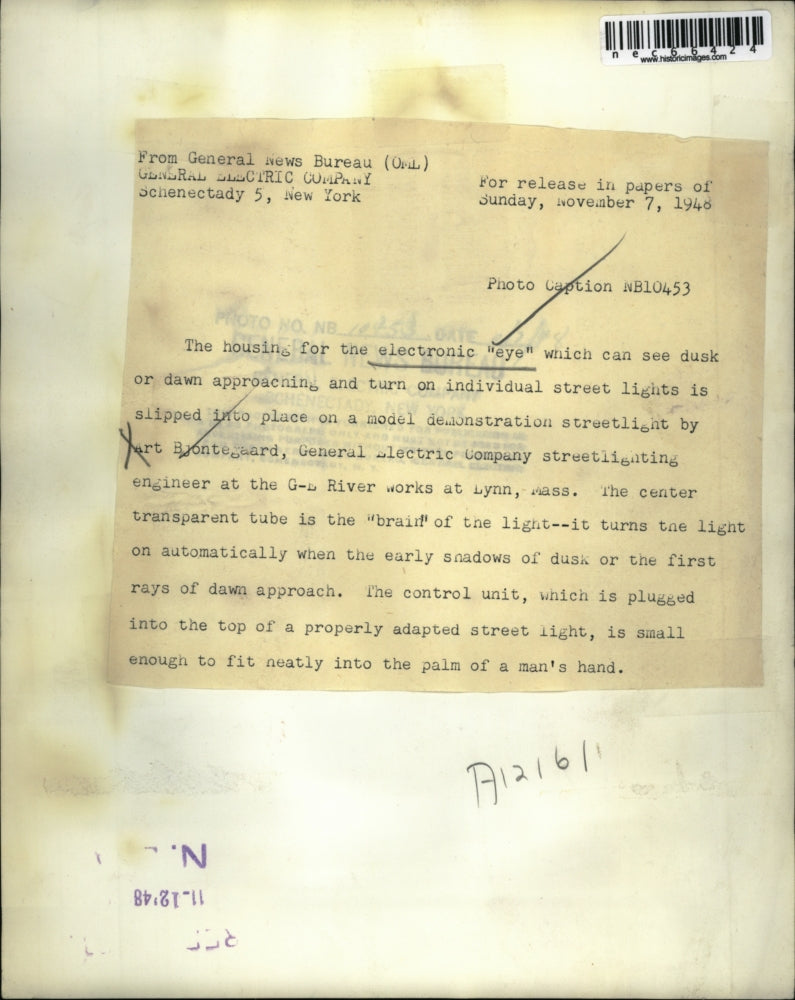 nec66424
www.historicimages.com
From General News Bureau (OML)
GENERAL ELECTRIC COMPANY
Schenectady 5, New York
For release in papers of
Sunday, November 7, 1948
Photo Caption NB10453
PHOTO NO. NB 10453 DATE
The housing for the electronic "eye" which can see dusk
or dawn approaching and turn on individual street lights is
slipped into place on a model demonstration streetlight by
Art Bjontegaard, General Electric Company streetlighting
engineer at the G-E River Works at Lynn, Mass. The center
transparent tube is the "brain" of the light--it turns the light
on automatically when the early shadows of dusk or the first
rays of dawn approach. The control unit, which is plugged
into the top of a properly adapted street light, is small
enough to fit neatly into the palm of a man's hand.
A12161
N.
11-12'48